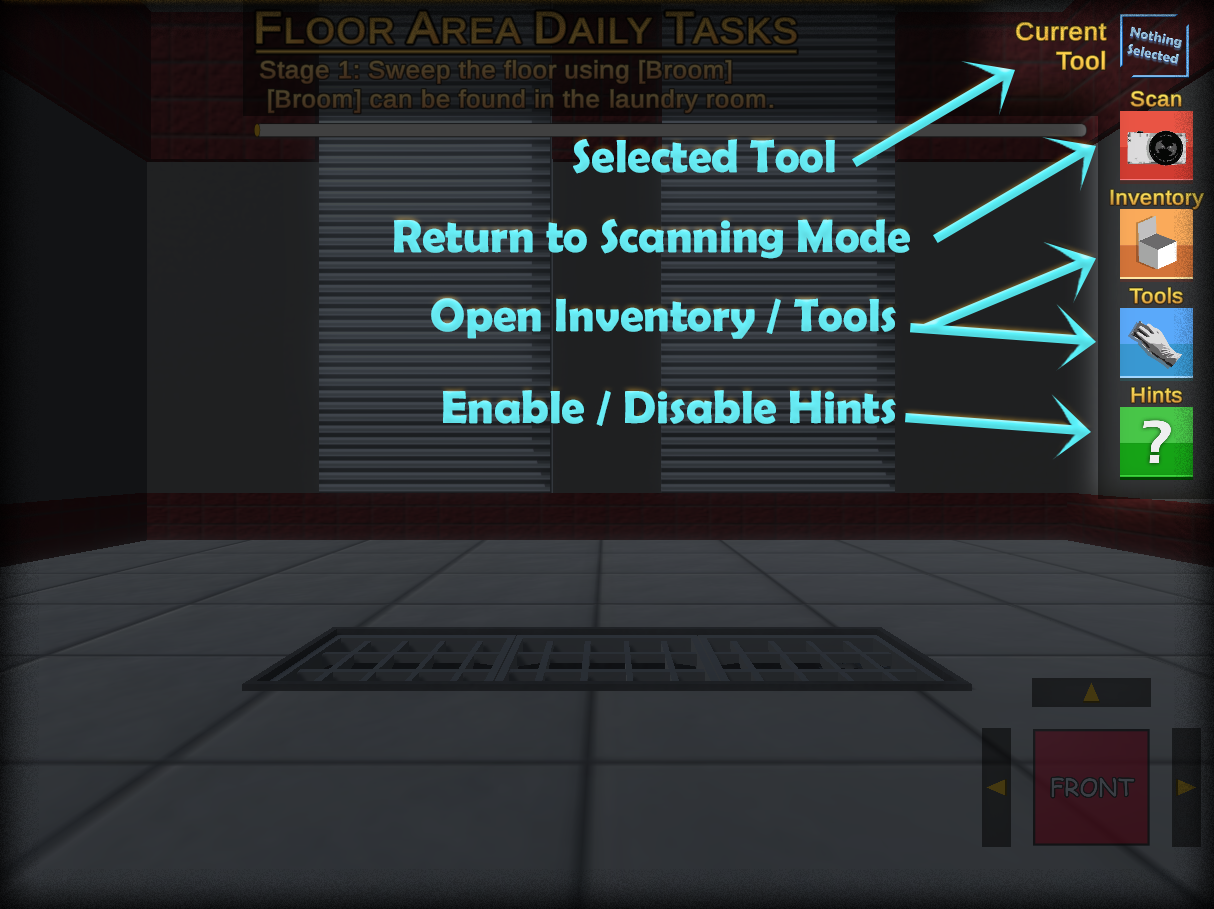 FLOOR AREA DAILY TASKS
Stage 1: Sweep the floor using [Broom]
[Broom] can be found in the laundry room.
Current
Tool
Nothing
Selected
Scan
Selected Tool
Inventory
Return to Scanning Mode
Tools
Open Inventory / Tools
Hints
Enable / Disable Hints
?
FRONT